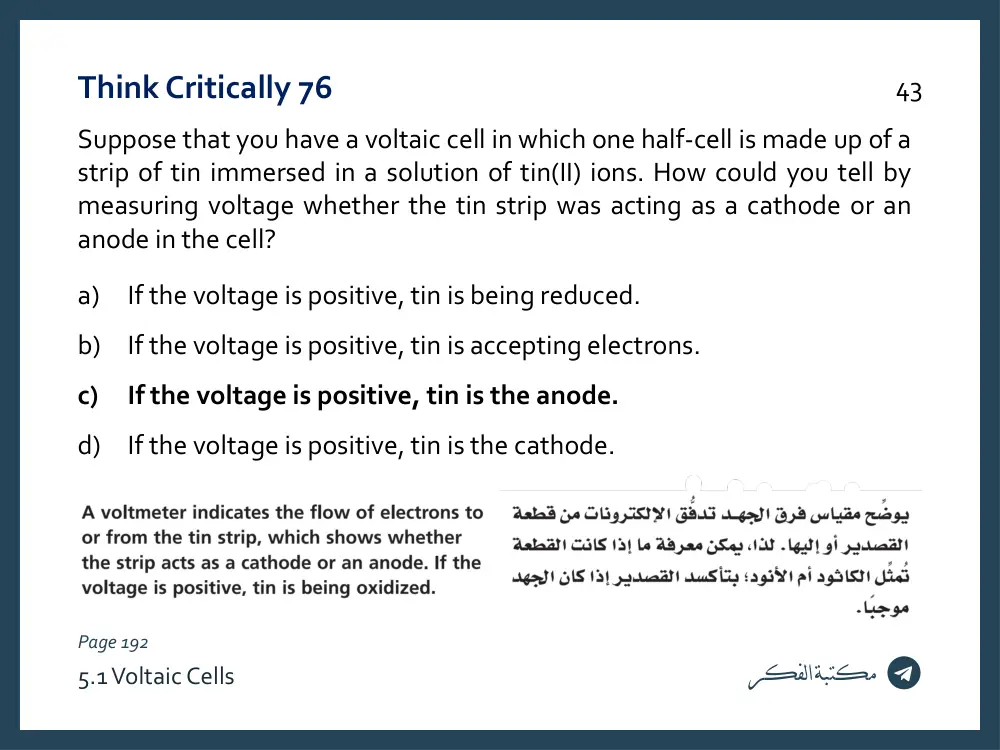 Think Critically 76
43
Suppose that you have a voltaic cell in which one half-cell is made up of a
strip of tin immersed in a solution of tin(II) ions. How could you tell by
measuring voltage whether the tin strip was acting as a cathode or an
anode in the cell?
a) If the voltage is positive, tin is being reduced.
b) If the voltage is positive, tin is accepting electrons.
c) If the voltage is positive, tin is the anode.
d) If the voltage is positive, tin is the cathode.
A voltmeter indicates the flow of electrons to
or from the tin strip, which shows whether
the strip acts as a cathode or an anode. If the
voltage is positive, tin is being oxidized.
يوضِّح مقياس فرق الجهد تدفُّق الإلكترونات من قطعة
القصدير أو إليها. لذا، يمكن معرفة ما إذا كانت القطعة
تُمثِّل الكاثود أم الأنود؛ بتأكسد القصدير إذا كان الجهد
موجبًا.
Page 192
5.1 Voltaic Cells
مكتبة الفكر